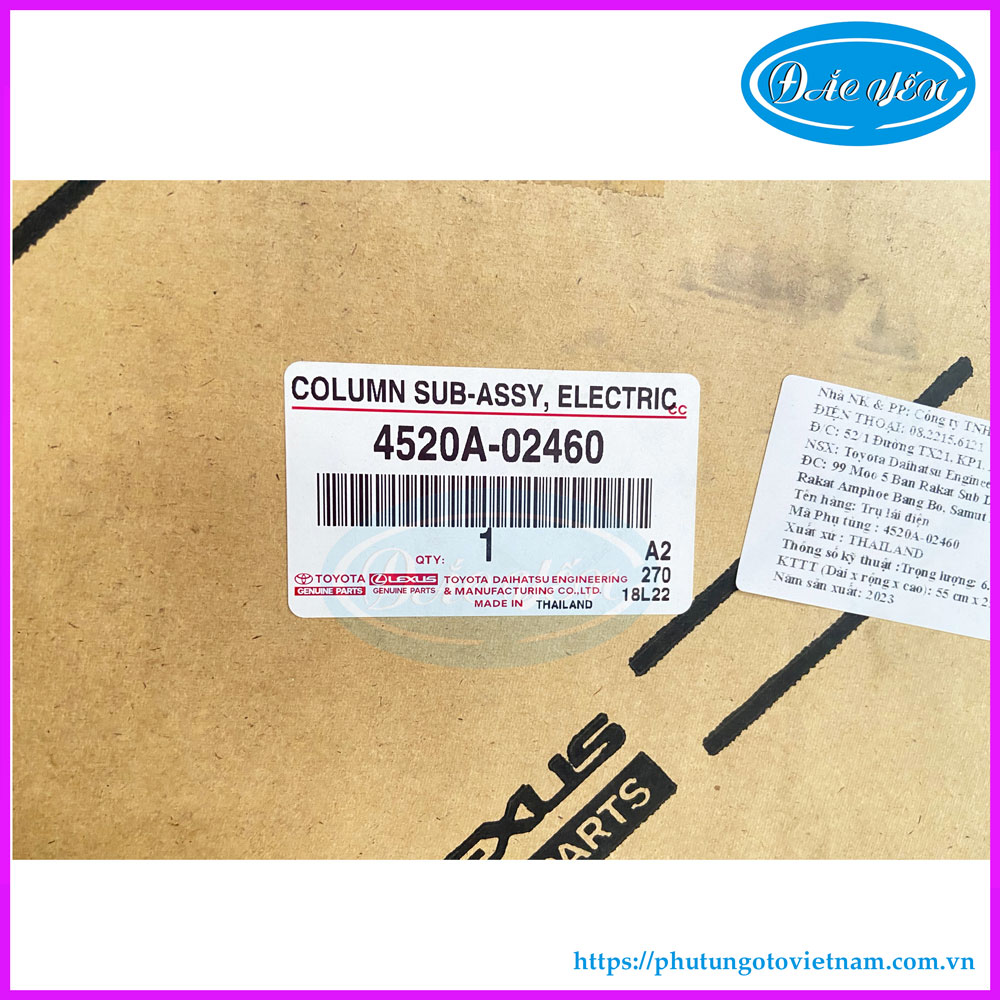 ĐẮC YẾN
COLUMN SUB-ASSY, ELECTRIC
CC
4520A-02460
1
QTY:
A2
270
18L22
TOYOTA
GENUINE PARTS
LEXUS
GENUINE PARTS
TOYOTA DAIHATSU ENGINEERING
& MANUFACTURING CO.,LTD.
MADE IN THAILAND
Nhà NK & PP: Công ty TNH
ĐIỆN THOẠI: 08.2215.6121
Đ/C: 52/1 Đường TX21, KP1,
NSX: Toyota Daihatsu Enginee
ĐC: 99 Moo 5 Ban Rakat Sub
Rakat Amphoe Bang Bo, Samut
Tên hàng: Trụ lái điện
Mã Phụ tùng : 4520A-02460
Xuất xứ : THAILAND
Thông số kỹ thuật :Trọng lượng: 6.
KTTT (Dài x rộng x cao): 55 cm x 2
Năm sản xuất: 2023
EXUS
PARTS
https://phutungotovietnam.com.vn